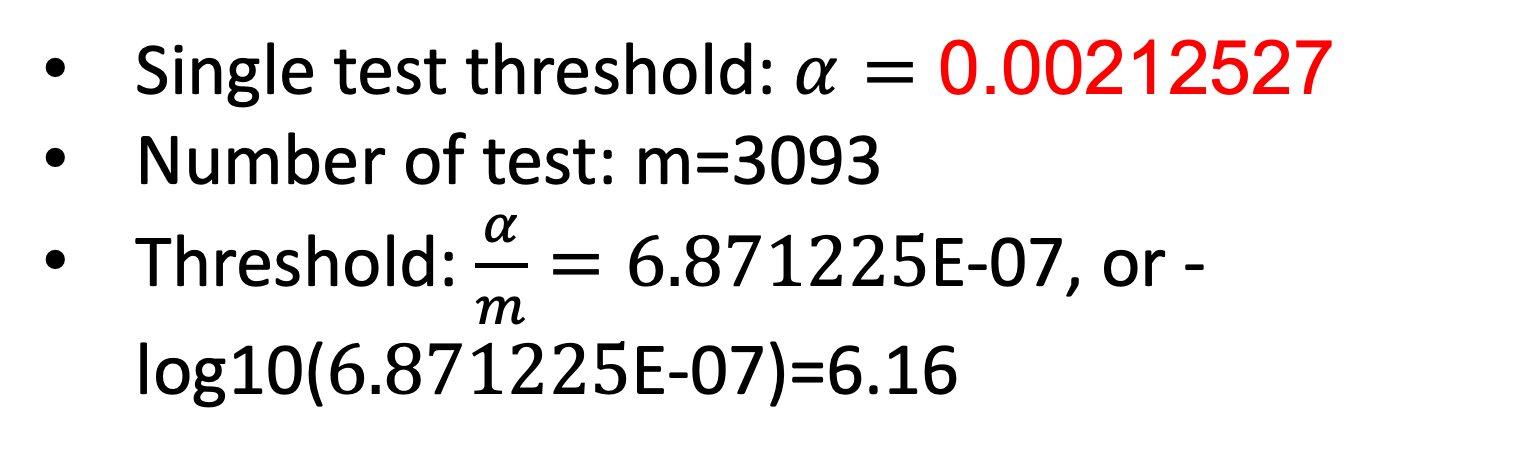 • Single test threshold: α = 0.00212527
• Number of test: m=3093
• Threshold: α/m = 6.871225E-07, or -
log10(6.871225E-07)=6.16